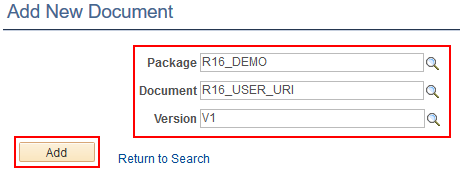 Add New Document
Package R16_DEMO
Document R16_USER_URI
Version V1
Add Return to Search